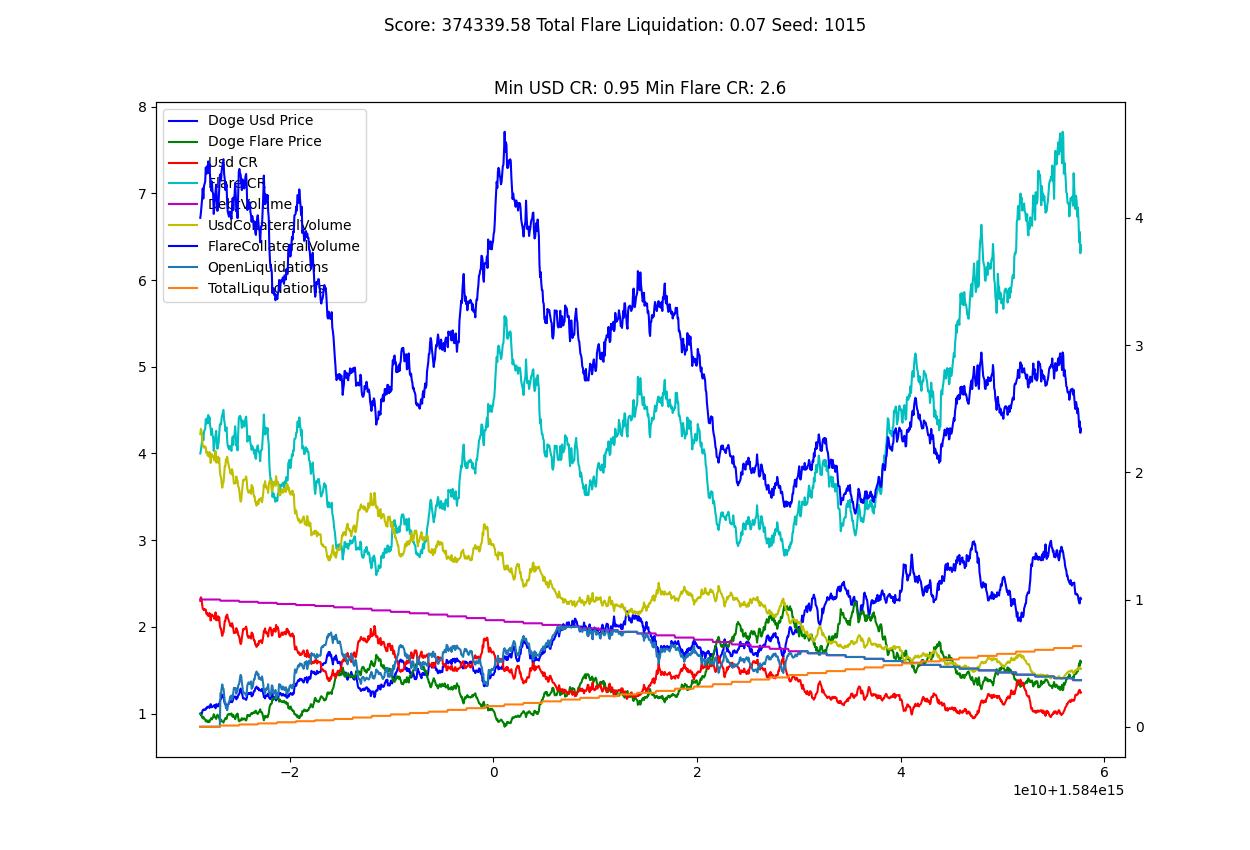 Score: 374339.58 Total Flare Liquidation: 0.07 Seed: 1015
Min USD CR: 0.95 Min Flare CR: 2.6
Doge Usd Price
Doge Flare Price
Usd CR
Flare CR
DebtVolume
UsdCollateralVolume
FlareCollateralVolume
OpenLiquidations
TotalLiquidations
8
7
6
5
4
3
2
1
4
3
2
1
0
−2 0 2 4 6
1e10+1.584e15